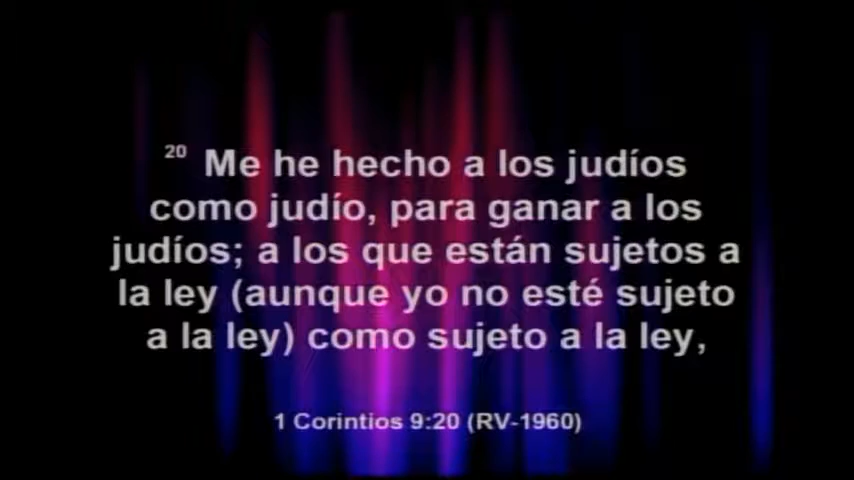 20 Me he hecho a los judíos
como judío, para ganar a los
judíos; a los que están sujetos a
la ley (aunque yo no esté sujeto
a la ley) como sujeto a la ley,
1 Corintios 9:20 (RV-1960)